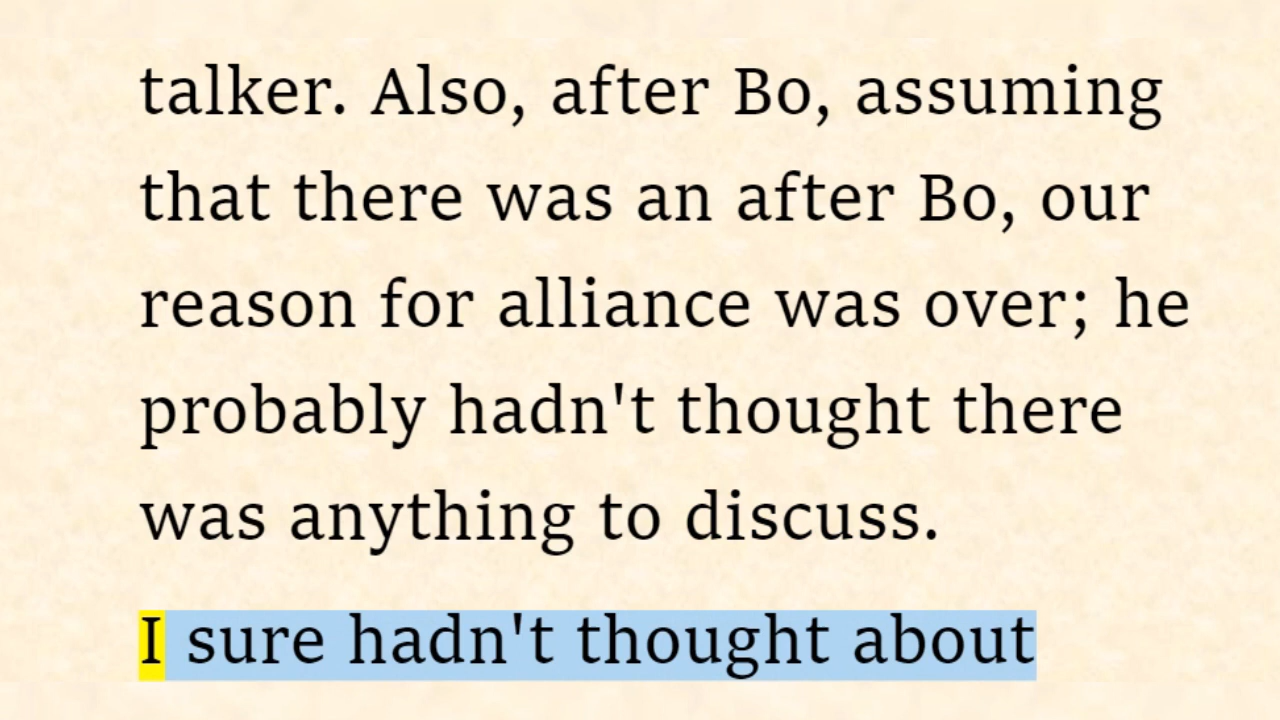 talker. Also, after Bo, assuming
that there was an after Bo, our
reason for alliance was over; he
probably hadn't thought there
was anything to discuss.
I sure hadn't thought about